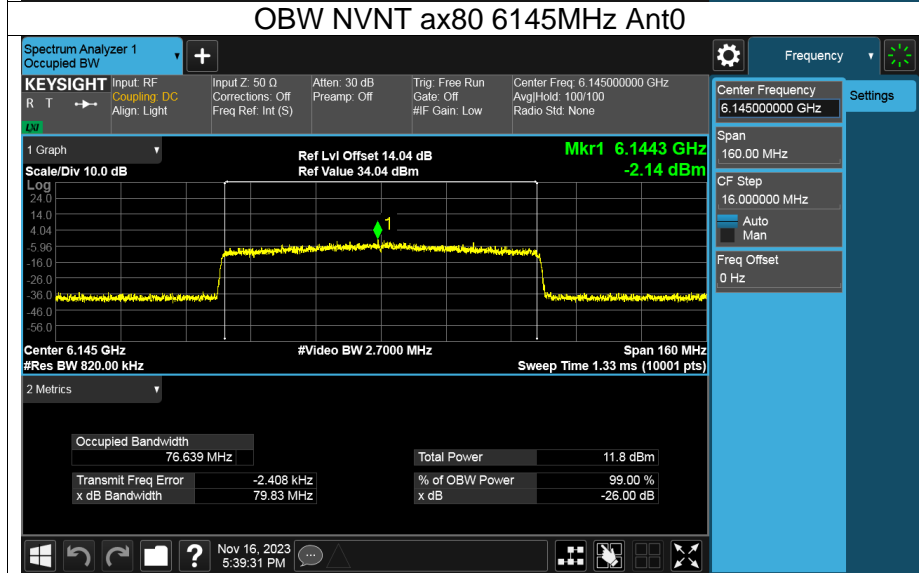 OBW NVNT ax80 6145MHz Ant0
Spectrum Analyzer 1
Occupied BW
+
Frequency
KEYSIGHT
R T
LXI
Input: RF
Coupling: DC
Align: Light
Input Z: 50 Ω
Corrections: Off
Freq Ref: Int (S)
Atten: 30 dB
Preamp: Off
Trig: Free Run
Gate: Off
#IF Gain: Low
Center Freq: 6.145000000 GHz
Avg|Hold: 100/100
Radio Std: None
Center Frequency
6.145000000 GHz
Settings
Span
160.00 MHz
CF Step
16.000000 MHz
Auto
Man
Freq Offset
0 Hz
1 Graph
Scale/Div 10.0 dB
Ref Lvl Offset 14.04 dB
Ref Value 34.04 dBm
Mkr1 6.1443 GHz
-2.14 dBm
Log
24.0
14.0
4.04
-5.96
-16.0
-26.0
-36.0
-46.0
-56.0
1
Center 6.145 GHz
#Res BW 820.00 kHz
#Video BW 2.7000 MHz
Span 160 MHz
Sweep Time 1.33 ms (10001 pts)
2 Metrics
Occupied Bandwidth
76.639 MHz
Total Power 11.8 dBm
Transmit Freq Error -2.408 kHz
% of OBW Power 99.00 %
x dB Bandwidth 79.83 MHz
x dB -26.00 dB
?
Nov 16, 2023
5:39:31 PM